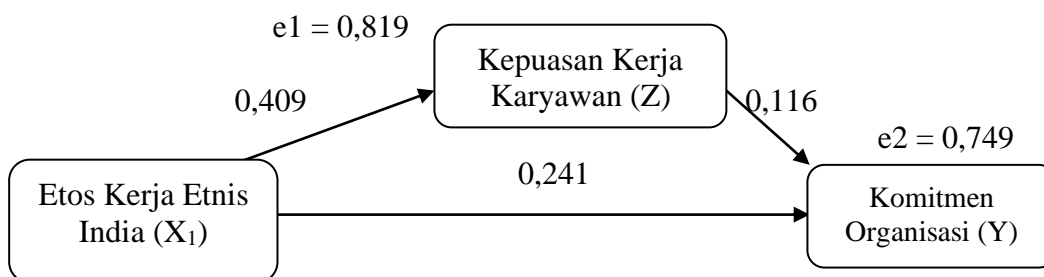 e1 = 0,819
Kepuasan Kerja
Karyawan (Z)
0,409
0,116
e2 = 0,749
0,241
Etos Kerja Etnis
India (X₁)
Komitmen
Organisasi (Y)